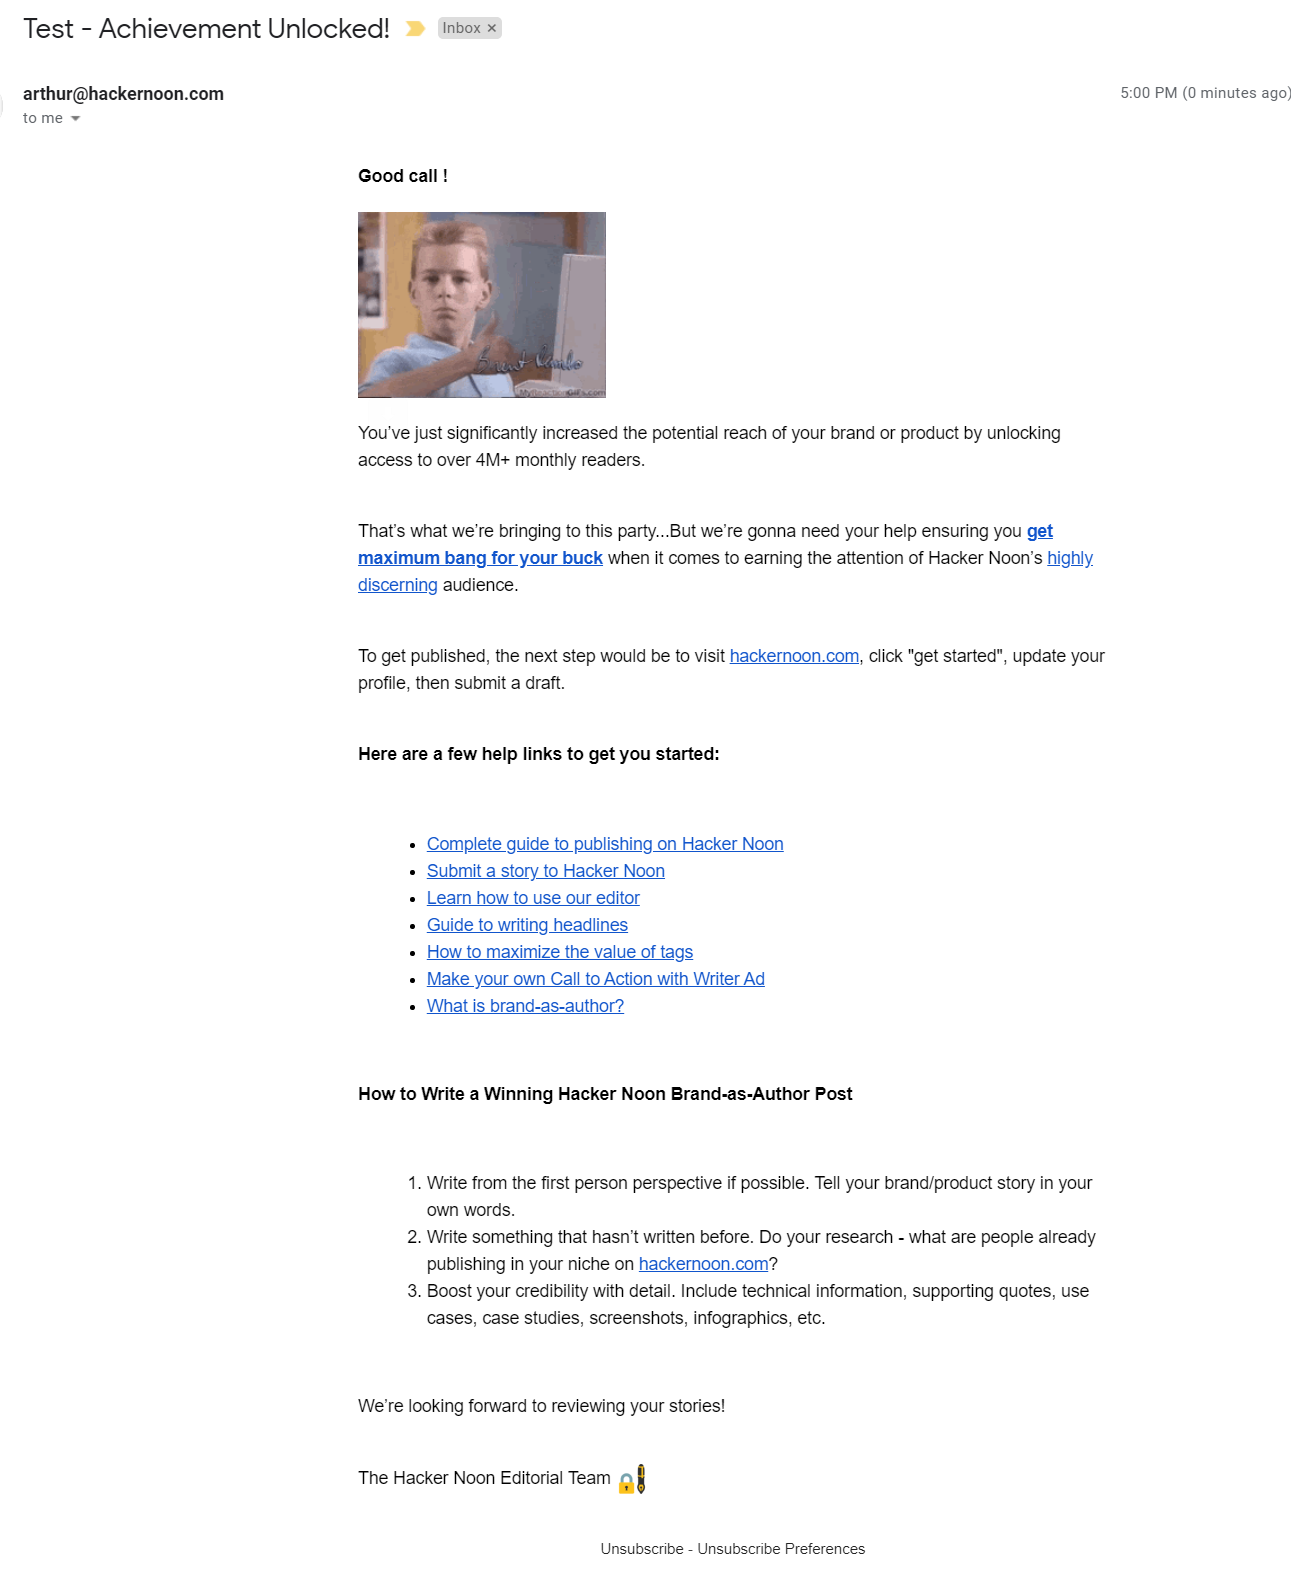 Test - Achievement Unlocked! Inbox ×
arthur@hackernoon.com 5:00 PM (0 minutes ago)
to me
Good call !
Brent Rambo
MyReactionGifs.com
You’ve just significantly increased the potential reach of your brand or product by unlocking
access to over 4M+ monthly readers.
That’s what we’re bringing to this party...But we’re gonna need your help ensuring you get
maximum bang for your buck when it comes to earning the attention of Hacker Noon’s highly
discerning audience.
To get published, the next step would be to visit hackernoon.com, click "get started", update your
profile, then submit a draft.
Here are a few help links to get you started:
• Complete guide to publishing on Hacker Noon
• Submit a story to Hacker Noon
• Learn how to use our editor
• Guide to writing headlines
• How to maximize the value of tags
• Make your own Call to Action with Writer Ad
• What is brand-as-author?
How to Write a Winning Hacker Noon Brand-as-Author Post
1. Write from the first person perspective if possible. Tell your brand/product story in your
own words.
2. Write something that hasn’t written before. Do your research - what are people already
publishing in your niche on hackernoon.com?
3. Boost your credibility with detail. Include technical information, supporting quotes, use
cases, case studies, screenshots, infographics, etc.
We’re looking forward to reviewing your stories!
The Hacker Noon Editorial Team
Unsubscribe - Unsubscribe Preferences